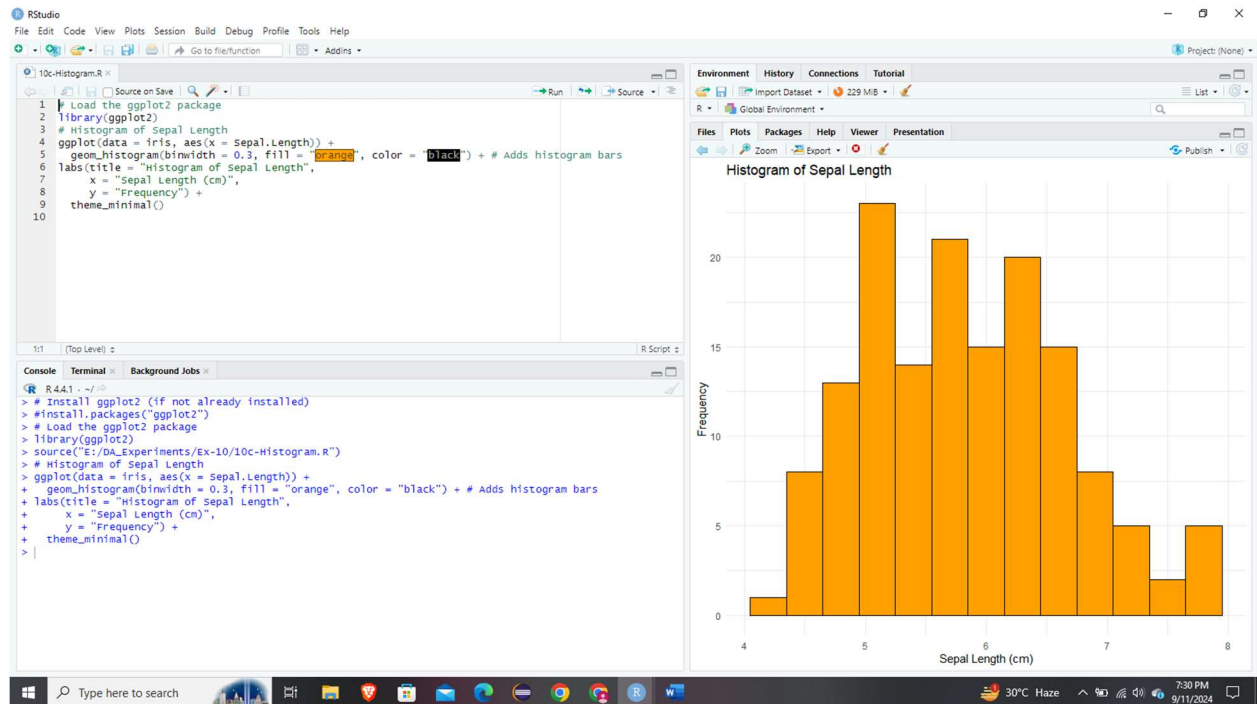 RStudio
File Edit Code View Plots Session Build Debug Profile Tools Help
Go to file/function Addins Project: (None)
10c-Histogram.R
Source on Save Run Source
1 # Load the ggplot2 package
2 library(ggplot2)
3 # Histogram of Sepal Length
4 ggplot(data = iris, aes(x = Sepal.Length)) +
5   geom_histogram(binwidth = 0.3, fill = "orange", color = "black") + # Adds histogram bars
6 labs(title = "Histogram of Sepal Length",
7      x = "Sepal Length (cm)",
8      y = "Frequency") +
9   theme_minimal()
10
1:1 (Top Level) R Script
Console Terminal Background Jobs
R 4.4.1 · ~/
> # Install ggplot2 (if not already installed)
> #install.packages("ggplot2")
> # Load the ggplot2 package
> library(ggplot2)
> source("E:/DA_Experiments/Ex-10/10c-Histogram.R")
> # Histogram of Sepal Length
> ggplot(data = iris, aes(x = Sepal.Length)) +
+   geom_histogram(binwidth = 0.3, fill = "orange", color = "black") + # Adds histogram bars
+ labs(title = "Histogram of Sepal Length",
+      x = "Sepal Length (cm)",
+      y = "Frequency") +
+   theme_minimal()
>
Environment History Connections Tutorial
Import Dataset 229 MiB List
R Global Environment
Files Plots Packages Help Viewer Presentation
Zoom Export Publish
Histogram of Sepal Length
20
15
10
5
0
Frequency
4 5 6 7 8
Sepal Length (cm)
Type here to search
30°C Haze
7:30 PM
9/11/2024